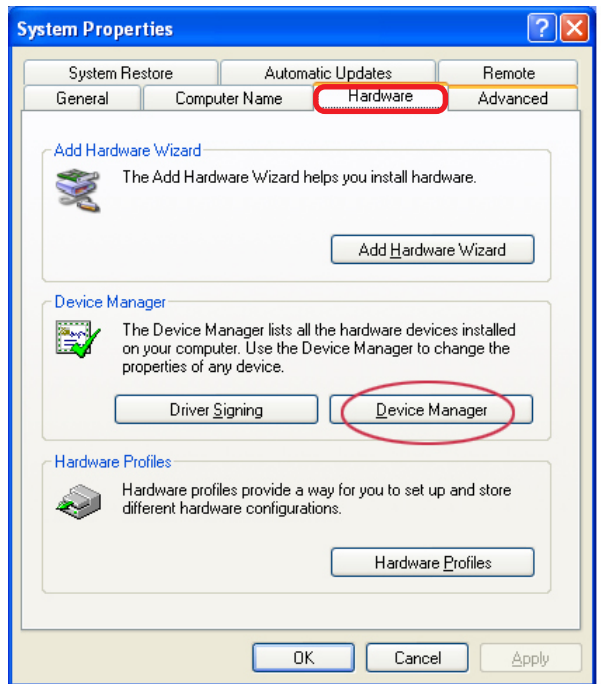 System Properties
System Restore Automatic Updates Remote
General Computer Name Hardware Advanced
Add Hardware Wizard
The Add Hardware Wizard helps you install hardware.
Add Hardware Wizard
Device Manager
The Device Manager lists all the hardware devices installed
on your computer. Use the Device Manager to change the
properties of any device.
Driver Signing Device Manager
Hardware Profiles
Hardware profiles provide a way for you to set up and store
different hardware configurations.
Hardware Profiles
OK Cancel Apply